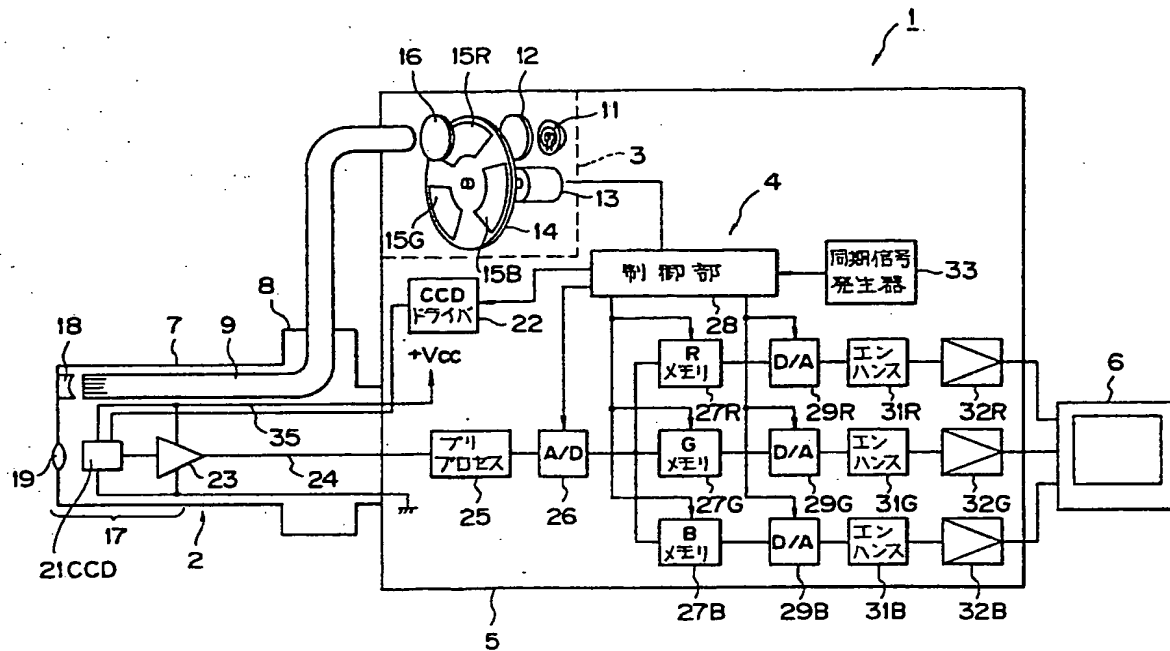 1
16
15R
12
11
3
13
4
15G
15B
14
制御部
28
同期信号
発生器
33
CCD
ドライバ
22
8
18
7
9
+Vcc
R
メモリ
27R
D/A
29R
エン
ハンス
31R
32R
6
35
プリ
プロセス
25
A/D
26
G
メモリ
27G
D/A
29G
エン
ハンス
31G
32G
19
23
24
17
2
21CCD
B
メモリ
27B
D/A
29B
エン
ハンス
31B
32B
5